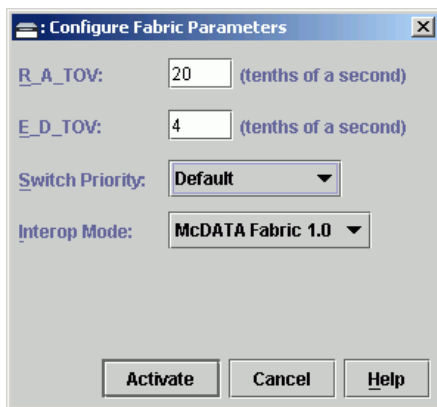 : Configure Fabric Parameters
R_A_TOV: 20 (tenths of a second)
E_D_TOV: 4 (tenths of a second)
Switch Priority: Default
Interop Mode: McDATA Fabric 1.0
Activate Cancel Help